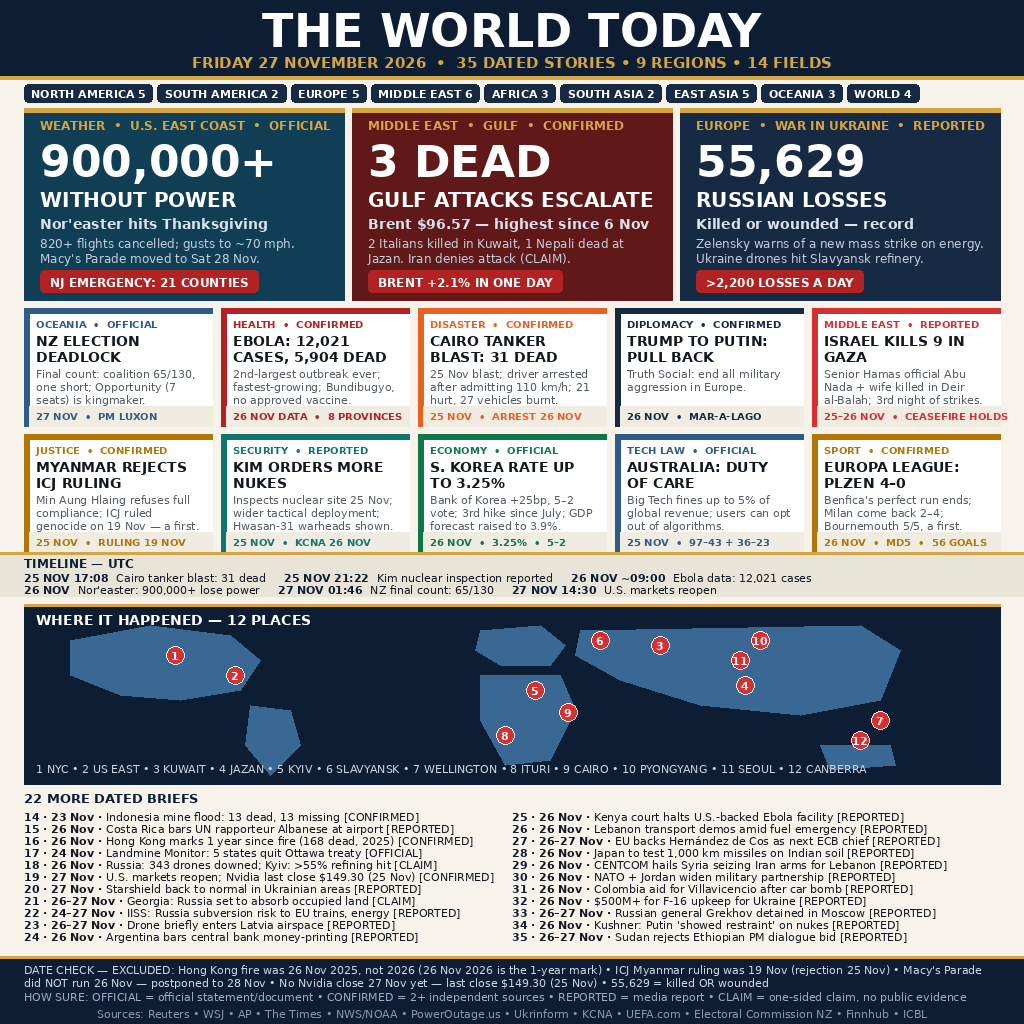 THE WORLD TODAY
FRIDAY 27 NOVEMBER 2026 • 35 DATED STORIES • 9 REGIONS • 14 FIELDS
NORTH AMERICA 5
SOUTH AMERICA 2
EUROPE 5
MIDDLE EAST 6
AFRICA 3
SOUTH ASIA 2
EAST ASIA 5
OCEANIA 3
WORLD 4
WEATHER • U.S. EAST COAST • OFFICIAL
900,000+
WITHOUT POWER
Nor'easter hits Thanksgiving
820+ flights cancelled; gusts to ~70 mph.
Macy's Parade moved to Sat 28 Nov.
NJ EMERGENCY: 21 COUNTIES
MIDDLE EAST • GULF • CONFIRMED
3 DEAD
GULF ATTACKS ESCALATE
Brent $96.57 — highest since 6 Nov
2 Italians killed in Kuwait, 1 Nepali dead at
Jazan. Iran denies attack (CLAIM).
BRENT +2.1% IN ONE DAY
EUROPE • WAR IN UKRAINE • REPORTED
55,629
RUSSIAN LOSSES
Killed or wounded — record
Zelensky warns of a new mass strike on energy.
Ukraine drones hit Slavyansk refinery.
>2,200 LOSSES A DAY
OCEANIA • OFFICIAL
NZ ELECTION
DEADLOCK
Final count: coalition 65/130,
one short; Opportunity (7
seats) is kingmaker.
27 NOV • PM LUXON
HEALTH • CONFIRMED
EBOLA: 12,021
CASES, 5,904 DEAD
2nd-largest outbreak ever;
fastest-growing; Bundibugyo,
no approved vaccine.
26 NOV DATA • 8 PROVINCES
DISASTER • CONFIRMED
CAIRO TANKER
BLAST: 31 DEAD
25 Nov blast; driver arrested
after admitting 110 km/h; 21
hurt, 27 vehicles burnt.
25 NOV • ARREST 26 NOV
DIPLOMACY • CONFIRMED
TRUMP TO PUTIN:
PULL BACK
Truth Social: end all military
aggression in Europe.
26 NOV • MAR-A-LAGO
MIDDLE EAST • REPORTED
ISRAEL KILLS 9 IN
GAZA
Senior Hamas official Abu
Nada + wife killed in Deir
al-Balah; 3rd night of strikes.
25–26 NOV • CEASEFIRE HOLDS
JUSTICE • CONFIRMED
MYANMAR REJECTS
ICJ RULING
Min Aung Hlaing refuses full
compliance; ICJ ruled
genocide on 19 Nov — a first.
25 NOV • RULING 19 NOV
SECURITY • REPORTED
KIM ORDERS MORE
NUKES
Inspects nuclear site 25 Nov;
wider tactical deployment;
Hwasan-31 warheads shown.
25 NOV • KCNA 26 NOV
ECONOMY • OFFICIAL
S. KOREA RATE UP
TO 3.25%
Bank of Korea +25bp, 5–2
vote; 3rd hike since July; GDP
forecast raised to 3.9%.
26 NOV • 3.25% • 5–2
TECH LAW • OFFICIAL
AUSTRALIA: DUTY
OF CARE
Big Tech fines up to 5% of
global revenue; users can opt
out of algorithms.
25 NOV • 97–43 + 36–23
SPORT • CONFIRMED
EUROPA LEAGUE:
PLZEN 4–0
Benfica's perfect run ends;
Milan come back 2–4;
Bournemouth 5/5, a first.
26 NOV • MD5 • 56 GOALS
TIMELINE — UTC
25 NOV 17:08 Cairo tanker blast: 31 dead 25 NOV 21:22 Kim nuclear inspection reported 26 NOV ~09:00 Ebola data: 12,021 cases
26 NOV Nor'easter: 900,000+ lose power 27 NOV 01:46 NZ final count: 65/130 27 NOV 14:30 U.S. markets reopen
WHERE IT HAPPENED — 12 PLACES
1
2
3
4
5
6
7
8
9
10
11
12
1 NYC • 2 US EAST • 3 KUWAIT • 4 JAZAN • 5 KYIV • 6 SLAVYANSK • 7 WELLINGTON • 8 ITURI • 9 CAIRO • 10 PYONGYANG • 11 SEOUL • 12 CANBERRA
22 MORE DATED BRIEFS
14 · 23 Nov · Indonesia mine flood: 13 dead, 13 missing [CONFIRMED]
15 · 26 Nov · Costa Rica bars UN rapporteur Albanese at airport [REPORTED]
16 · 26 Nov · Hong Kong marks 1 year since fire (168 dead, 2025) [CONFIRMED]
17 · 24 Nov · Landmine Monitor: 5 states quit Ottawa treaty [OFFICIAL]
18 · 26 Nov · Russia: 343 drones downed; Kyiv: >55% refining hit [CLAIM]
19 · 27 Nov · U.S. markets reopen; Nvidia last close $149.30 (25 Nov) [CONFIRMED]
20 · 27 Nov · Starshield back to normal in Ukrainian areas [REPORTED]
21 · 26–27 Nov · Georgia: Russia set to absorb occupied land [CLAIM]
22 · 24–27 Nov · IISS: Russia subversion risk to EU trains, energy [REPORTED]
23 · 26–27 Nov · Drone briefly enters Latvia airspace [REPORTED]
24 · 26 Nov · Argentina bars central bank money-printing [REPORTED]
25 · 26 Nov · Kenya court halts U.S.-backed Ebola facility [REPORTED]
26 · 26 Nov · Lebanon transport demos amid fuel emergency [REPORTED]
27 · 26–27 Nov · EU backs Hernández de Cos as next ECB chief [REPORTED]
28 · 26 Nov · Japan to test 1,000 km missiles on Indian soil [REPORTED]
29 · 26 Nov · CENTCOM hails Syria seizing Iran arms for Lebanon [REPORTED]
30 · 26 Nov · NATO + Jordan widen military partnership [REPORTED]
31 · 26 Nov · Colombia aid for Villavicencio after car bomb [REPORTED]
32 · 26 Nov · $500M+ for F-16 upkeep for Ukraine [REPORTED]
33 · 26–27 Nov · Russian general Grekhov detained in Moscow [REPORTED]
34 · 26 Nov · Kushner: Putin 'showed restraint' on nukes [REPORTED]
35 · 26–27 Nov · Sudan rejects Ethiopian PM dialogue bid [REPORTED]
DATE CHECK — EXCLUDED: Hong Kong fire was 26 Nov 2025, not 2026 (26 Nov 2026 is the 1-year mark) • ICJ Myanmar ruling was 19 Nov (rejection 25 Nov) • Macy's Parade
did NOT run 26 Nov — postponed to 28 Nov • No Nvidia close 27 Nov yet — last close $149.30 (25 Nov) • 55,629 = killed OR wounded
HOW SURE: OFFICIAL = official statement/document • CONFIRMED = 2+ independent sources • REPORTED = media report • CLAIM = one-sided claim, no public evidence
Sources: Reuters • WSJ • AP • The Times • NWS/NOAA • PowerOutage.us • Ukrinform • KCNA • UEFA.com • Electoral Commission NZ • Finnhub • ICBL